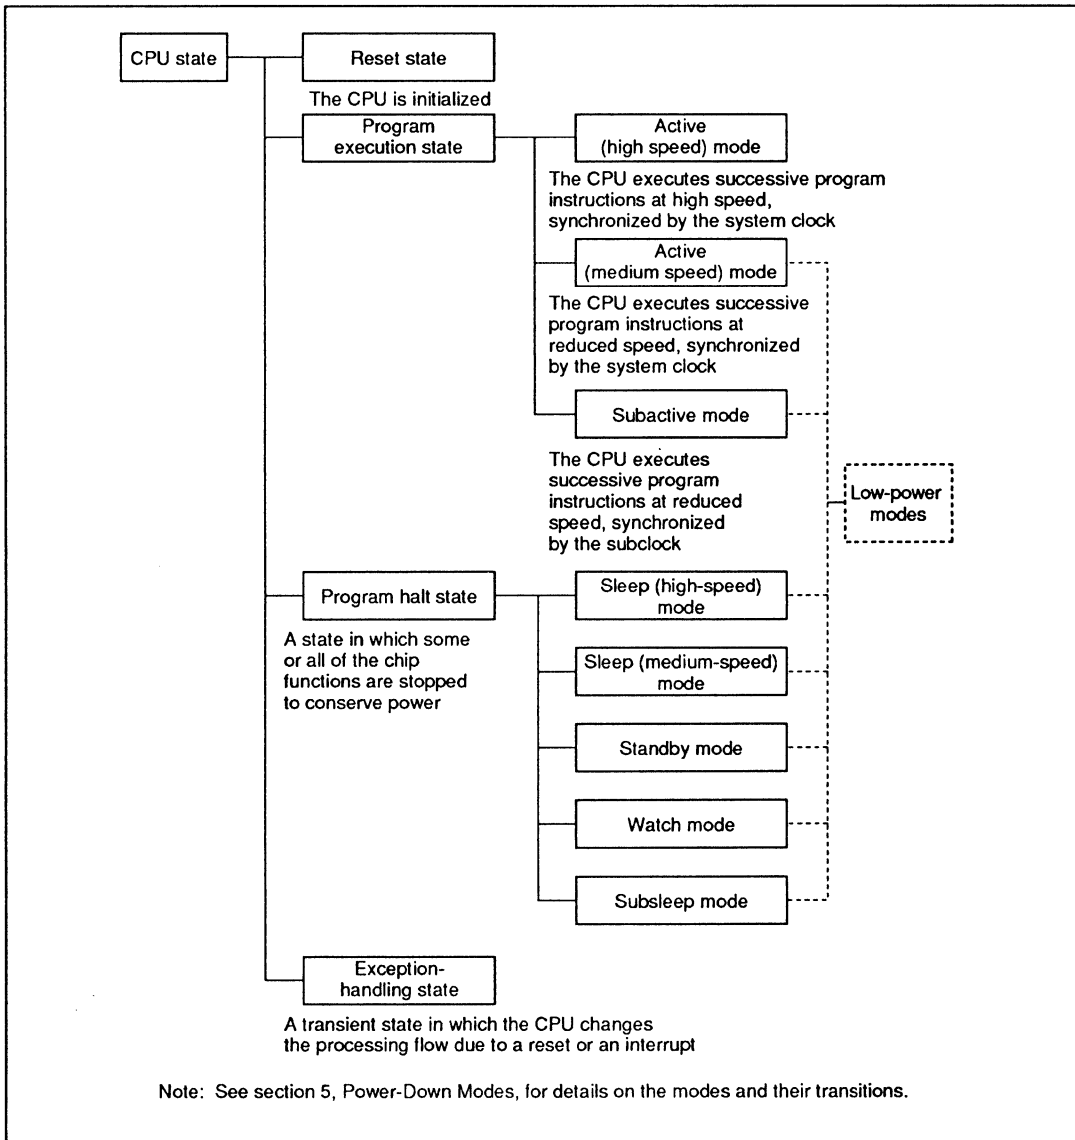 CPU state
Reset state
The CPU is initialized
Program
execution state
Active
(high speed) mode
The CPU executes successive program
instructions at high speed,
synchronized by the system clock
Active
(medium speed) mode
The CPU executes successive
program instructions at
reduced speed, synchronized
by the system clock
Subactive mode
The CPU executes
successive program
instructions at reduced
speed, synchronized
by the subclock
Low-power
modes
Program halt state
A state in which some
or all of the chip
functions are stopped
to conserve power
Sleep (high-speed)
mode
Sleep (medium-speed)
mode
Standby mode
Watch mode
Subsleep mode
Exception-
handling state
A transient state in which the CPU changes
the processing flow due to a reset or an interrupt
Note: See section 5, Power-Down Modes, for details on the modes and their transitions.